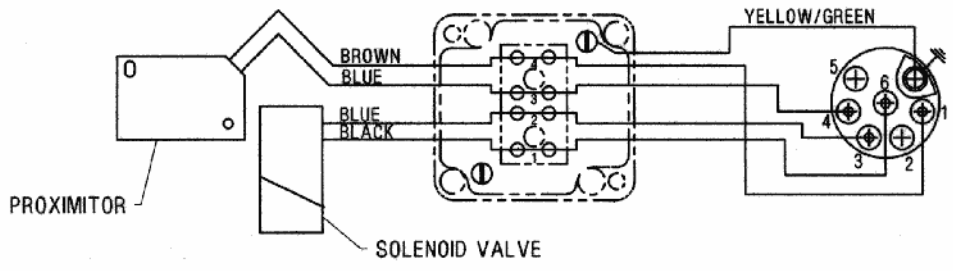 YELLOW/GREEN
BROWN
BLUE
BLUE
BLACK
4
3
2
1
5
6
4
1
3
2
PROXIMITOR
SOLENOID VALVE